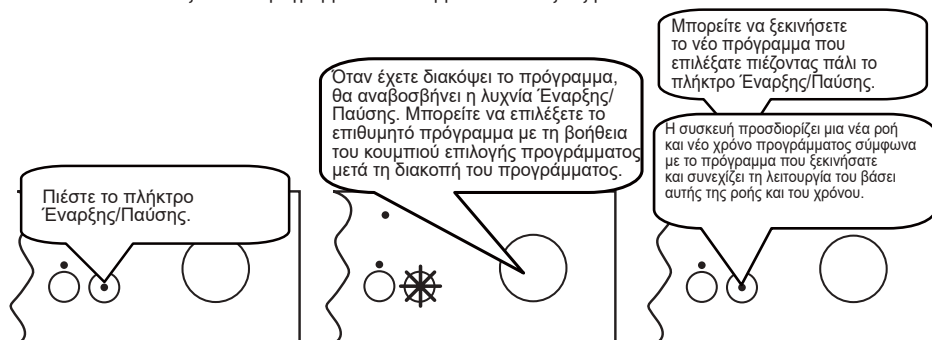 Πιέστε το πλήκτρο
Έναρξης/Παύσης.
Όταν έχετε διακόψει το πρόγραμμα,
θα αναβοσβήνει η λυχνία Έναρξης/
Παύσης. Μπορείτε να επιλέξετε το
επιθυμητό πρόγραμμα με τη βοήθεια
του κουμπιού επιλογής προγράμματος
μετά τη διακοπή του προγράμματος.
Μπορείτε να ξεκινήσετε
το νέο πρόγραμμα που
επιλέξατε πιέζοντας πάλι το
πλήκτρο Έναρξης/Παύσης.
Η συσκευή προσδιορίζει μια νέα ροή
και νέο χρόνο προγράμματος σύμφωνα
με το πρόγραμμα που ξεκινήσατε
και συνεχίζει τη λειτουργία του βάσει
αυτής της ροής και του χρόνου.